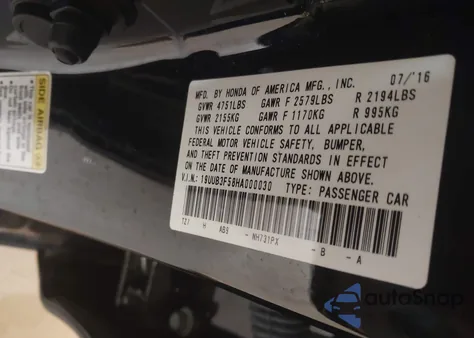 MFD. BY HONDA OF AMERICA MFG., INC. 07/'16
GVWR 4751LBS GAWR F 2579LBS R 2194LBS
GVWR 2155KG GAWR F 1170KG R 995KG
THIS VEHICLE CONFORMS TO ALL APPLICABLE
FEDERAL MOTOR VEHICLE SAFETY, BUMPER,
AND THEFT PREVENTION STANDARDS IN EFFECT
ON THE DATE OF MANUFACTURE SHOWN ABOVE.
V.I.N.: 19UUB3F58HA000030 TYPE: PASSENGER CAR
H NH731PX - B - A
SIDE AIRBAG
autoSnap